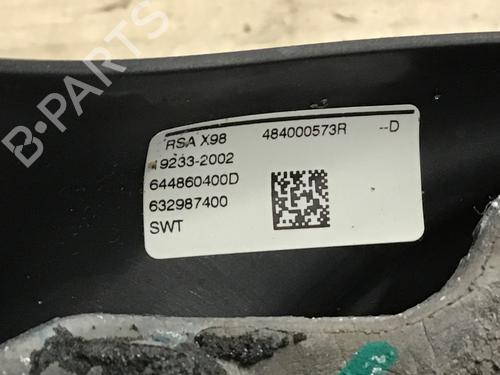 B-PARTS
RSA X98 484000573R --D
19233-2002
644860400D
632987400
SWT